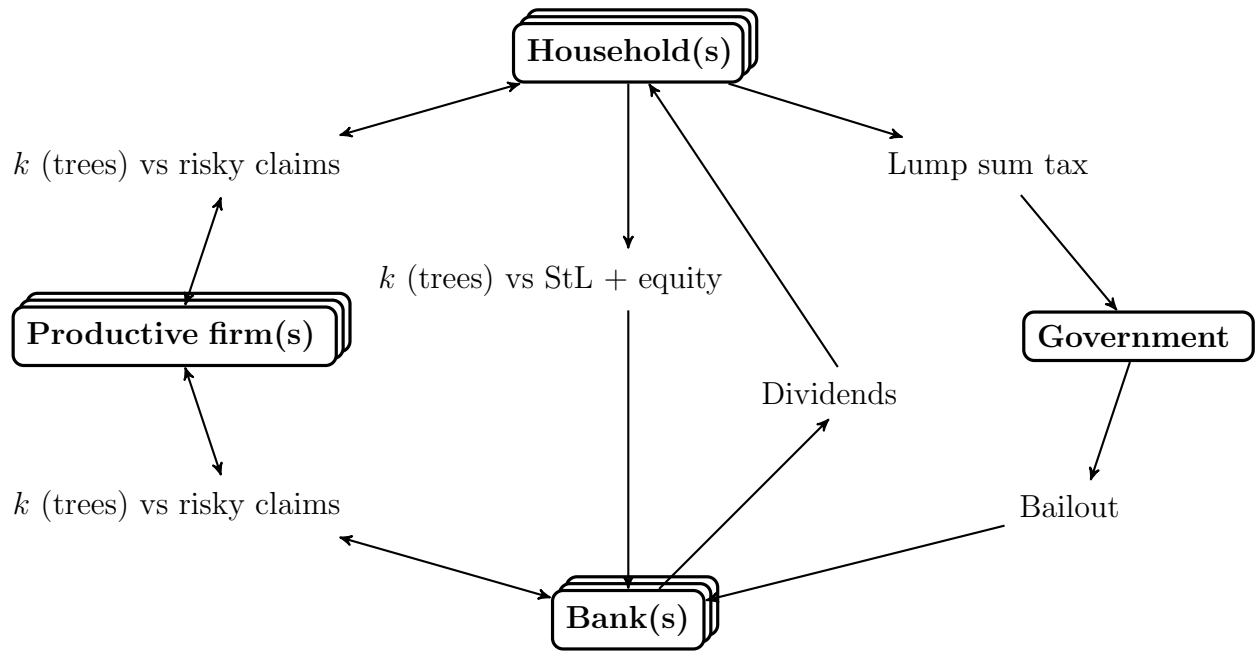 Household(s)
k (trees) vs risky claims
Lump sum tax
k (trees) vs StL + equity
Productive firm(s)
Government
Dividends
k (trees) vs risky claims
Bailout
Bank(s)